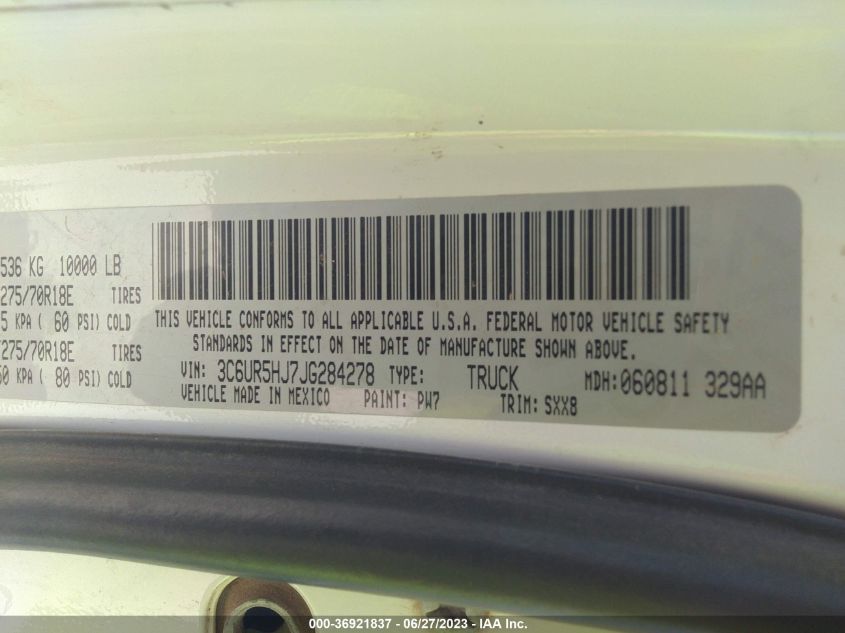 536 KG 10000 LB
275/70R18E TIRES
5 KPA ( 60 PSI) COLD
275/70R18E TIRES
50 KPA ( 80 PSI) COLD
THIS VEHICLE CONFORMS TO ALL APPLICABLE U.S.A. FEDERAL MOTOR VEHICLE SAFETY
STANDARDS IN EFFECT ON THE DATE OF MANUFACTURE SHOWN ABOVE.
VIN: 3C6UR5HJ7JG284278 TYPE: TRUCK MDH:060811 329AA
VEHICLE MADE IN MEXICO PAINT: PW7 TRIM: SXX8
000-36921837 - 06/27/2023 - IAA Inc.